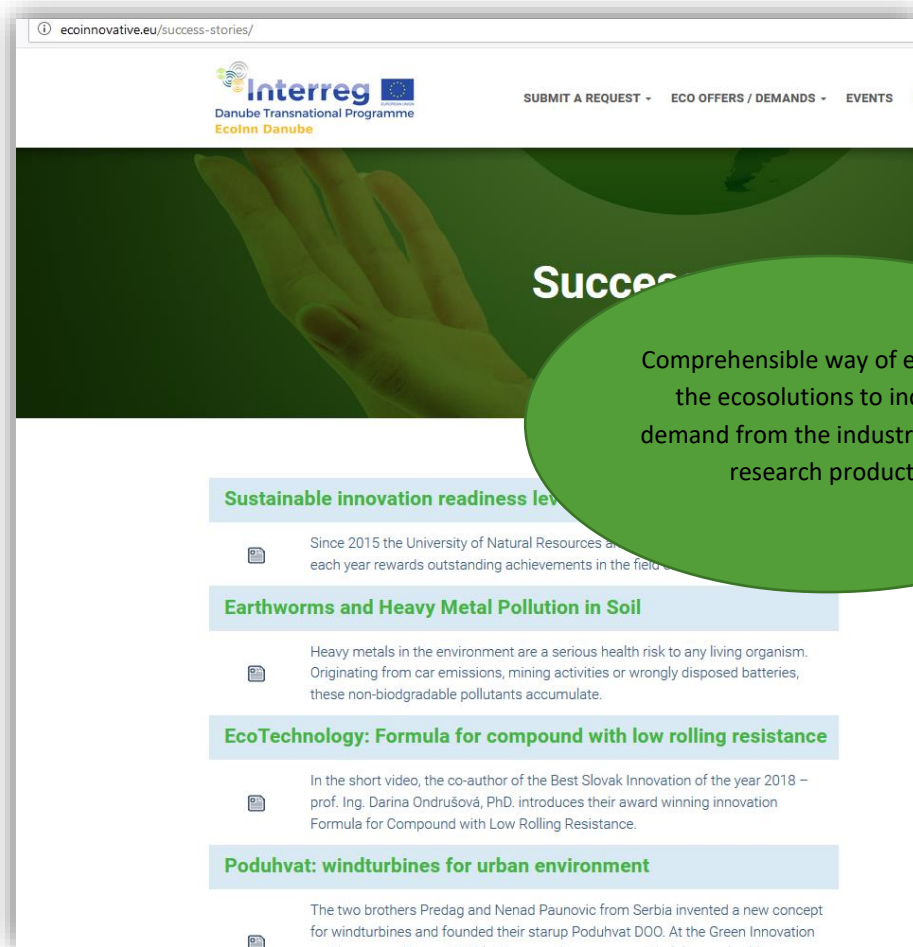 ecoinnovative.eu/success-stories/
Interreg
EUROPEAN UNION
Danube Transnational Programme
EcoInn Danube
SUBMIT A REQUEST ECO OFFERS / DEMANDS EVENTS
Comprehensible way of
the ecosolutions to
demand from the
research
Sustainable innovation readiness
Since 2015 the University of Natural Resources
each year rewards outstanding achievements in the field
Earthworms and Heavy Metal Pollution in Soil
Heavy metals in the environment are a serious health risk to any living organism.
Originating from car emissions, mining activities or wrongly disposed batteries,
these non-biodgradable pollutants accumulate.
EcoTechnology: Formula for compound with low rolling resistance
In the short video, the co-author of the Best Slovak Innovation of the year 2018 –
prof. Ing. Darina Ondrušová, PhD. introduces their award winning innovation
Formula for Compound with Low Rolling Resistance.
Poduhvat: windturbines for urban environment
The two brothers Predag and Nenad Paunovic from Serbia invented a new concept
for windturbines and founded their starup Poduhvat DOO. At the Green Innovation